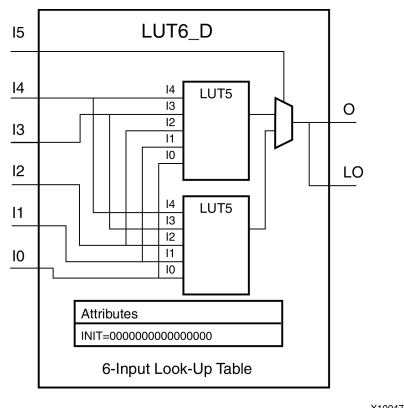 I5
LUT6_D
I4
I4
LUT5
I3
I2
I1
I0
I3
I2
I1
I0
O
LO
I4
LUT5
I3
I2
I1
I0
Attributes
INIT=0000000000000000
6-Input Look-Up Table